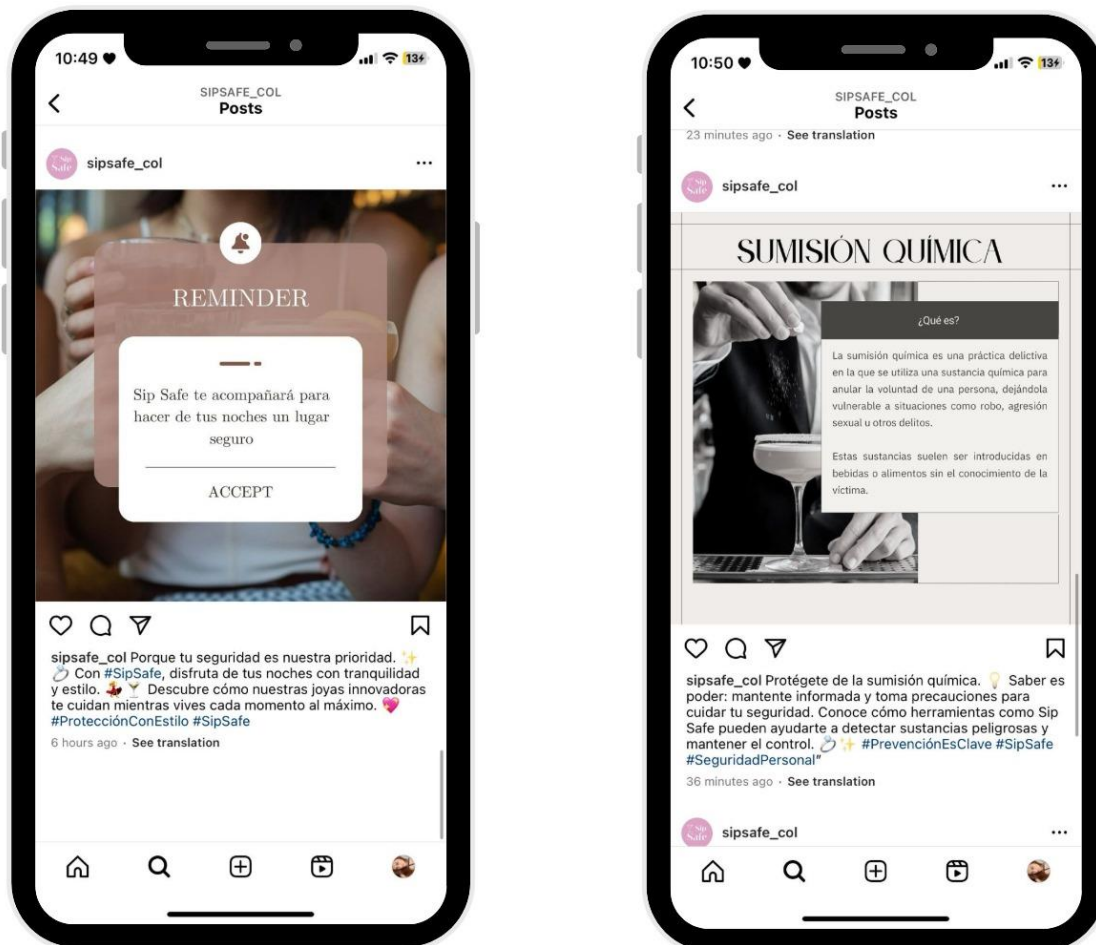 10:49
13
SIPSAFE_COL
Posts
sipsafe_col
REMINDER
Sip Safe te acompañará para
hacer de tus noches un lugar
seguro
ACCEPT
sipsafe_col Porque tu seguridad es nuestra prioridad. ✨
💍 Con #SipSafe, disfruta de tus noches con tranquilidad
y estilo. 💃🍸 Descubre cómo nuestras joyas innovadoras
te cuidan mientras vives cada momento al máximo. 💖
#ProtecciónConEstilo #SipSafe
6 hours ago · See translation
10:50
13
SIPSAFE_COL
Posts
23 minutes ago · See translation
sipsafe_col
SUMISIÓN QUÍMICA
¿Qué es?
La sumisión química es una práctica delictiva
en la que se utiliza una sustancia química para
anular la voluntad de una persona, dejándola
vulnerable a situaciones como robo, agresión
sexual u otros delitos.
Estas sustancias suelen ser introducidas en
bebidas o alimentos sin el conocimiento de la
víctima.
sipsafe_col Protégete de la sumisión química. 💡 Saber es
poder: mantente informada y toma precauciones para
cuidar tu seguridad. Conoce cómo herramientas como Sip
Safe pueden ayudarte a detectar sustancias peligrosas y
mantener el control. 💍✨ #PrevenciónEsClave #SipSafe
#SeguridadPersonal”
36 minutes ago · See translation
sipsafe_col